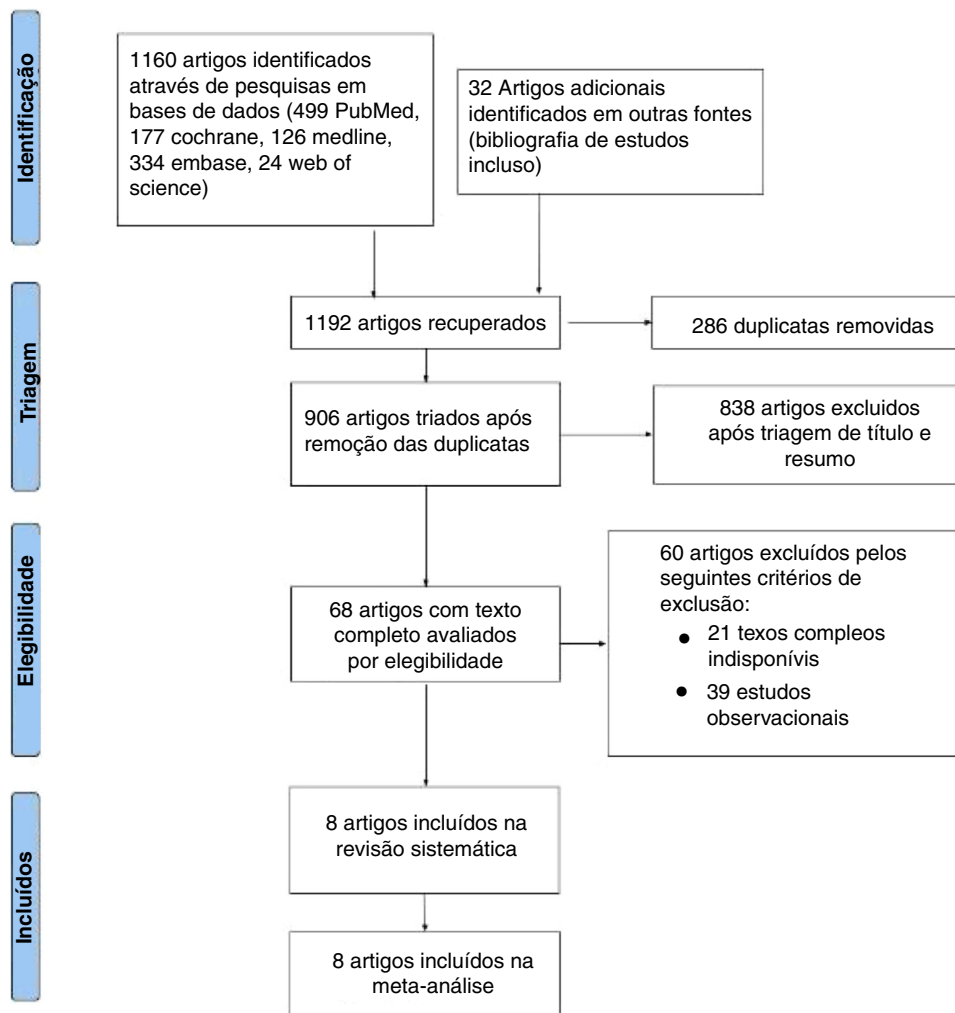 Identificação
1160 artigos identificados
através de pesquisas em
bases de dados (499 PubMed,
177 cochrane, 126 medline,
334 embase, 24 web of
science)
32 Artigos adicionais
identificados em outras fontes
(bibliografia de estudos
incluso)
Triagem
1192 artigos recuperados
286 duplicatas removidas
906 artigos triados após
remoção das duplicatas
838 artigos excluidos
após triagem de título e
resumo
Elegibilidade
68 artigos com texto
completo avaliados
por elegibilidade
60 artigos excluídos pelos
seguintes critérios de
exclusão:
● 21 texos compleos
indisponívis
● 39 estudos
observacionais
Incluídos
8 artigos incluídos na
revisão sistemática
8 artigos incluídos na
meta-análise